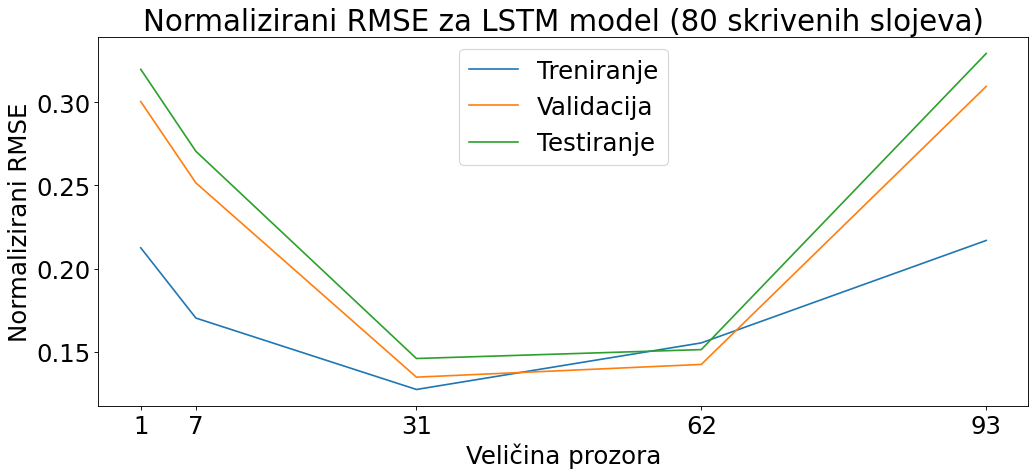 Normalizirani RMSE za LSTM model (80 skrivenih slojeva)
Treniranje
Validacija
Testiranje
Normalizirani RMSE
0.30
0.25
0.20
0.15
1 7 31 62 93
Veličina prozora